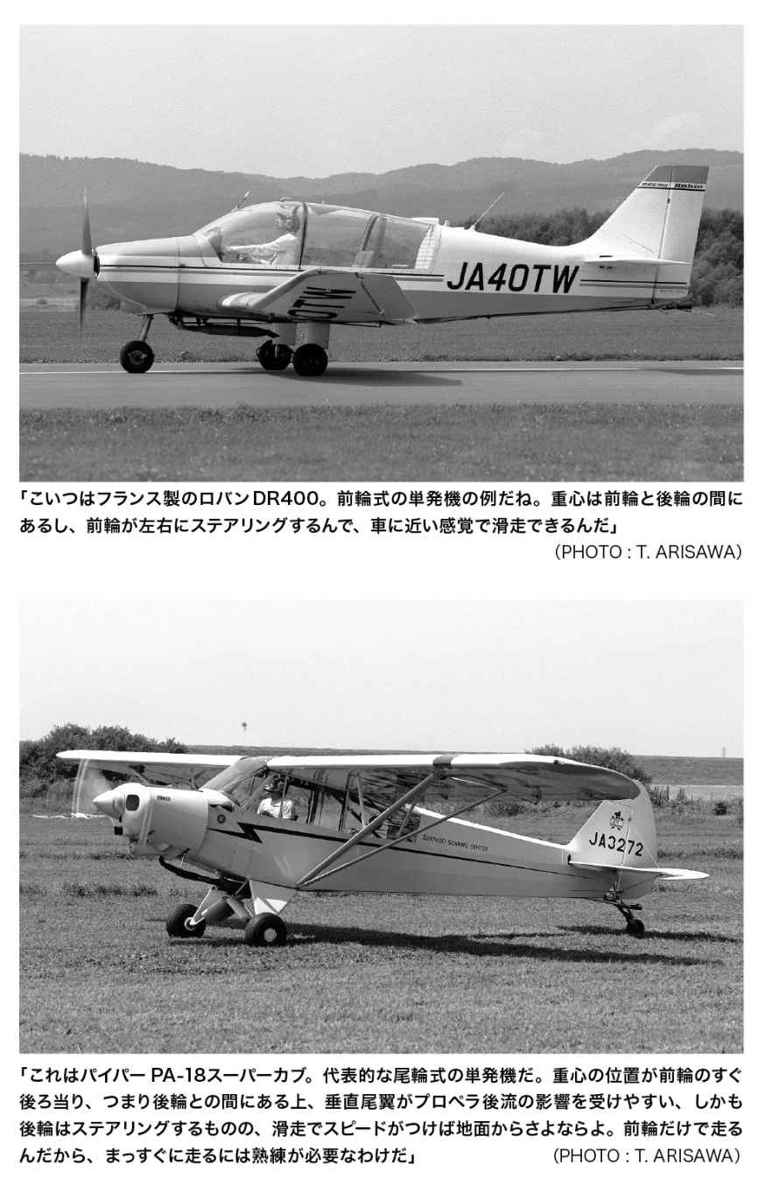 Robin
JA40TW
0TW
「こいつはフランス製のロバンDR400。前輪式の単発機の例だね。重心は前輪と後輪の間に
あるし、前輪が左右にステアリングするんで、車に近い感覚で滑走できるんだ」
(PHOTO : T. ARISAWA)
JA3272
「これはパイパー PA-18スーパーカブ。代表的な尾輪式の単発機だ。重心の位置が前輪のすぐ
後ろ当り、つまり後輪との間にある上、垂直尾翼がプロペラ後流の影響を受けやすい、しかも
後輪はステアリングするものの、滑走でスピードがつけば地面からさよならよ。前輪だけで走る
んだから、まっすぐに走るには熟練が必要なわけだ」
(PHOTO : T. ARISAWA)